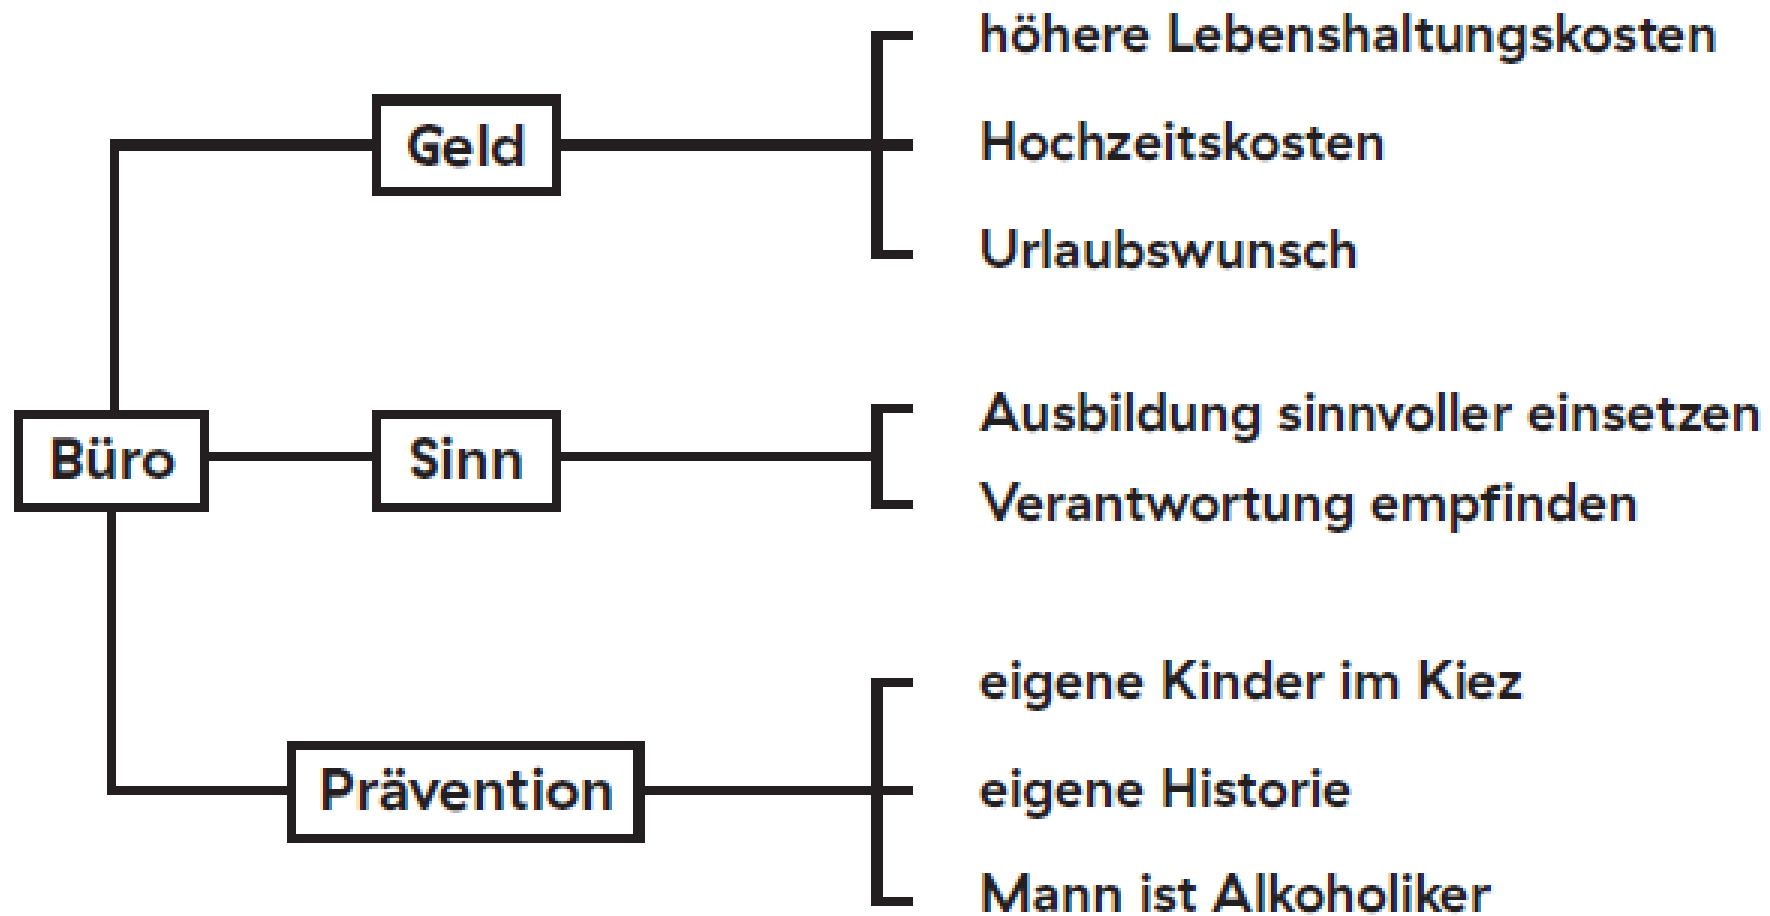 höhere Lebenshaltungskosten
Geld
Hochzeitskosten
Urlaubswunsch
Büro
Sinn
Ausbildung sinnvoller einsetzen
Verantwortung empfinden
eigene Kinder im Kiez
Prävention
eigene Historie
Mann ist Alkoholiker